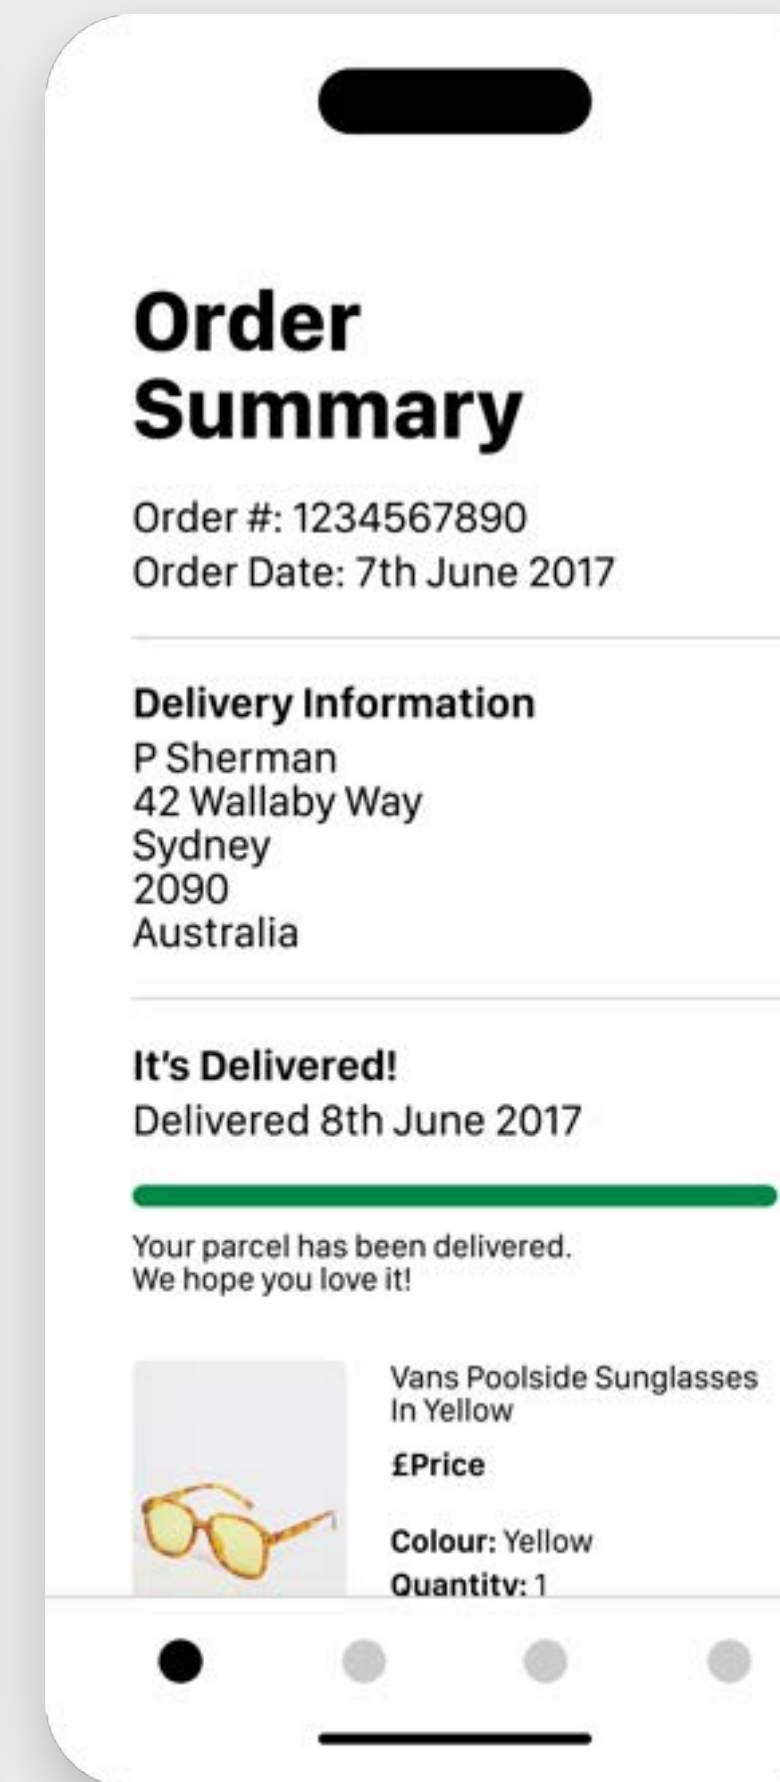 Order
Summary
Order #: 1234567890
Order Date: 7th June 2017
Delivery Information
P Sherman
42 Wallaby Way
Sydney
2090
Australia
It's Delivered!
Delivered 8th June 2017
Your parcel has been delivered.
We hope you love it!
Vans Poolside Sunglasses
In Yellow
£Price
Colour: Yellow
Quantity: 1